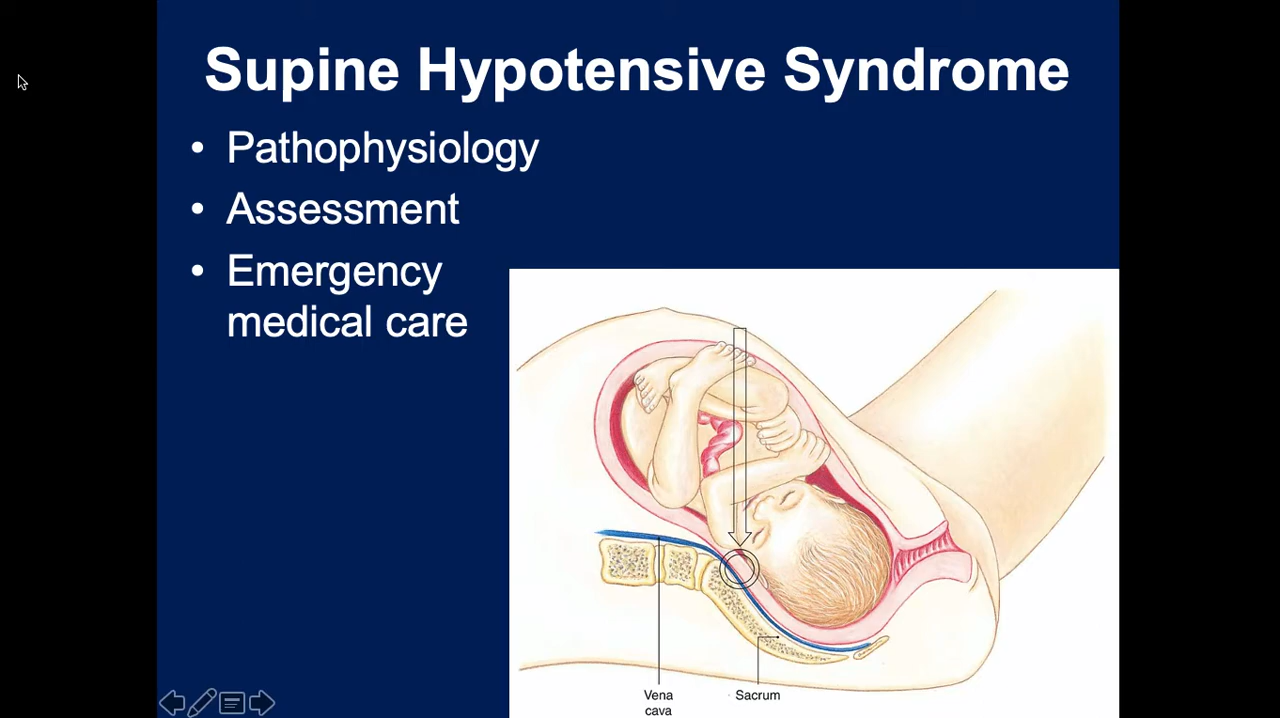 Supine Hypotensive Syndrome
• Pathophysiology
• Assessment
• Emergency
medical care
Vena
cava
Sacrum